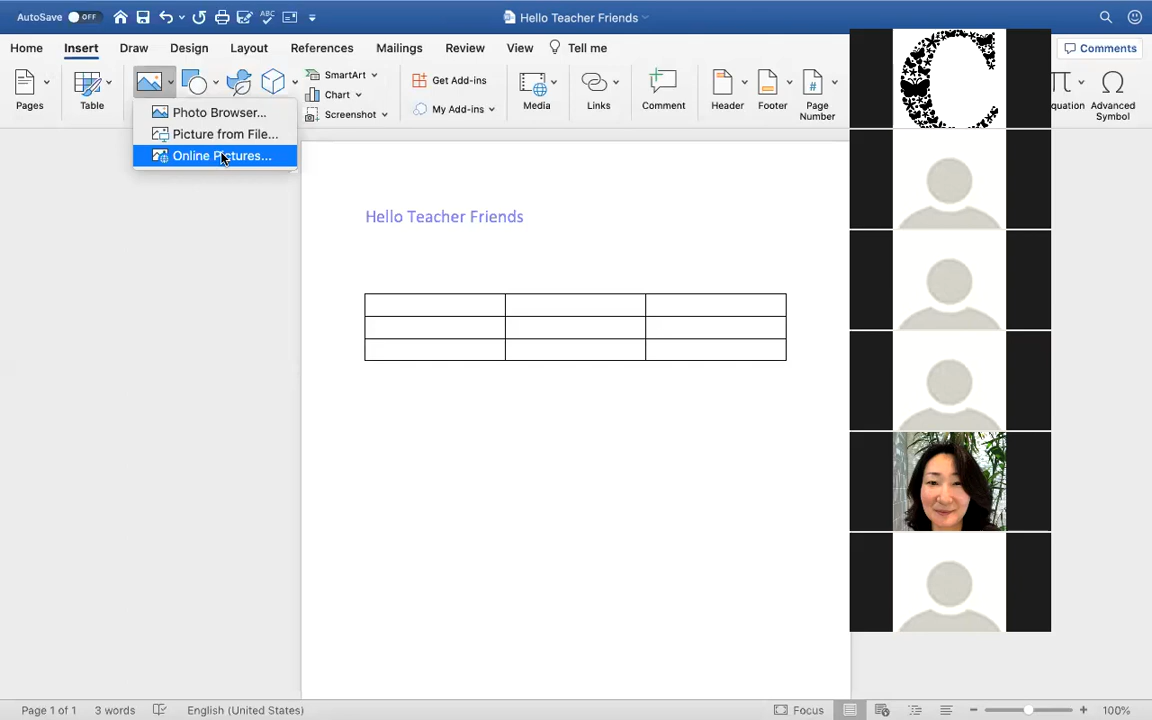 AutoSave OFF Hello Teacher Friends
Home Insert Draw Design Layout References Mailings Review View Tell me Comments
Pages
Table
SmartArt
Chart
Screenshot
Get Add-ins
My Add-ins
Media
Links
Comment
Header
Footer
Page
Number
Equation
Advanced
Symbol
Photo Browser...
Picture from File...
Online Pictures...
Hello Teacher Friends
C
Page 1 of 1 3 words English (United States) Focus 100%